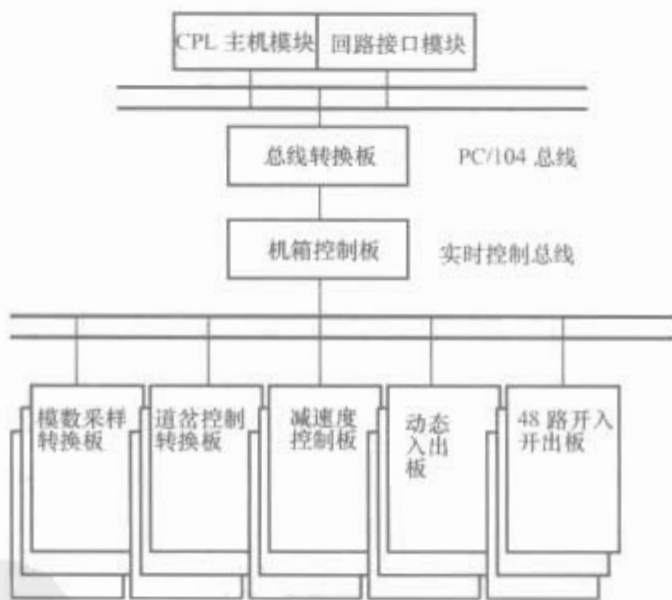 CPL 主机模块 回路接口模块
总线转换板 PC/104 总线
机箱控制板 实时控制总线
模数采样
转换板
道岔控制
转换板
减速度
控制板
动态
入出
板
48 路开入
开出板